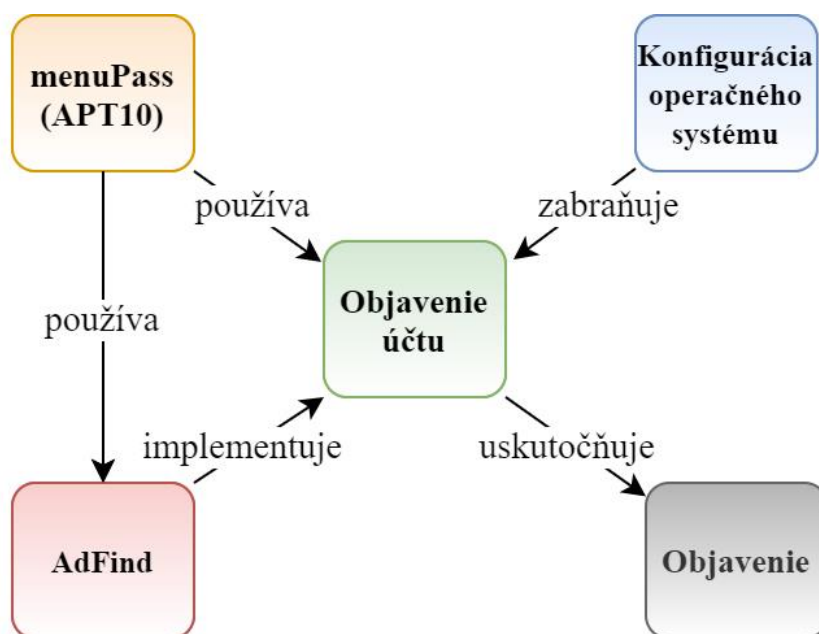 menuPass
(APT10)
Konfigurácia
operačného
systému
používa
zabraňuje
Objavenie
účtu
používa
implementuje
uskutočňuje
AdFind
Objavenie